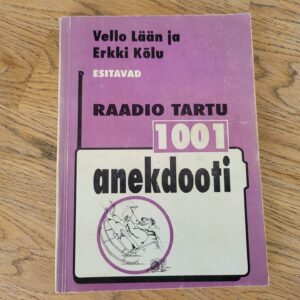 Vello Lään ja
Erkki Kõlu
ESITAVAD
RAADIO TARTU
1001
anekdooti